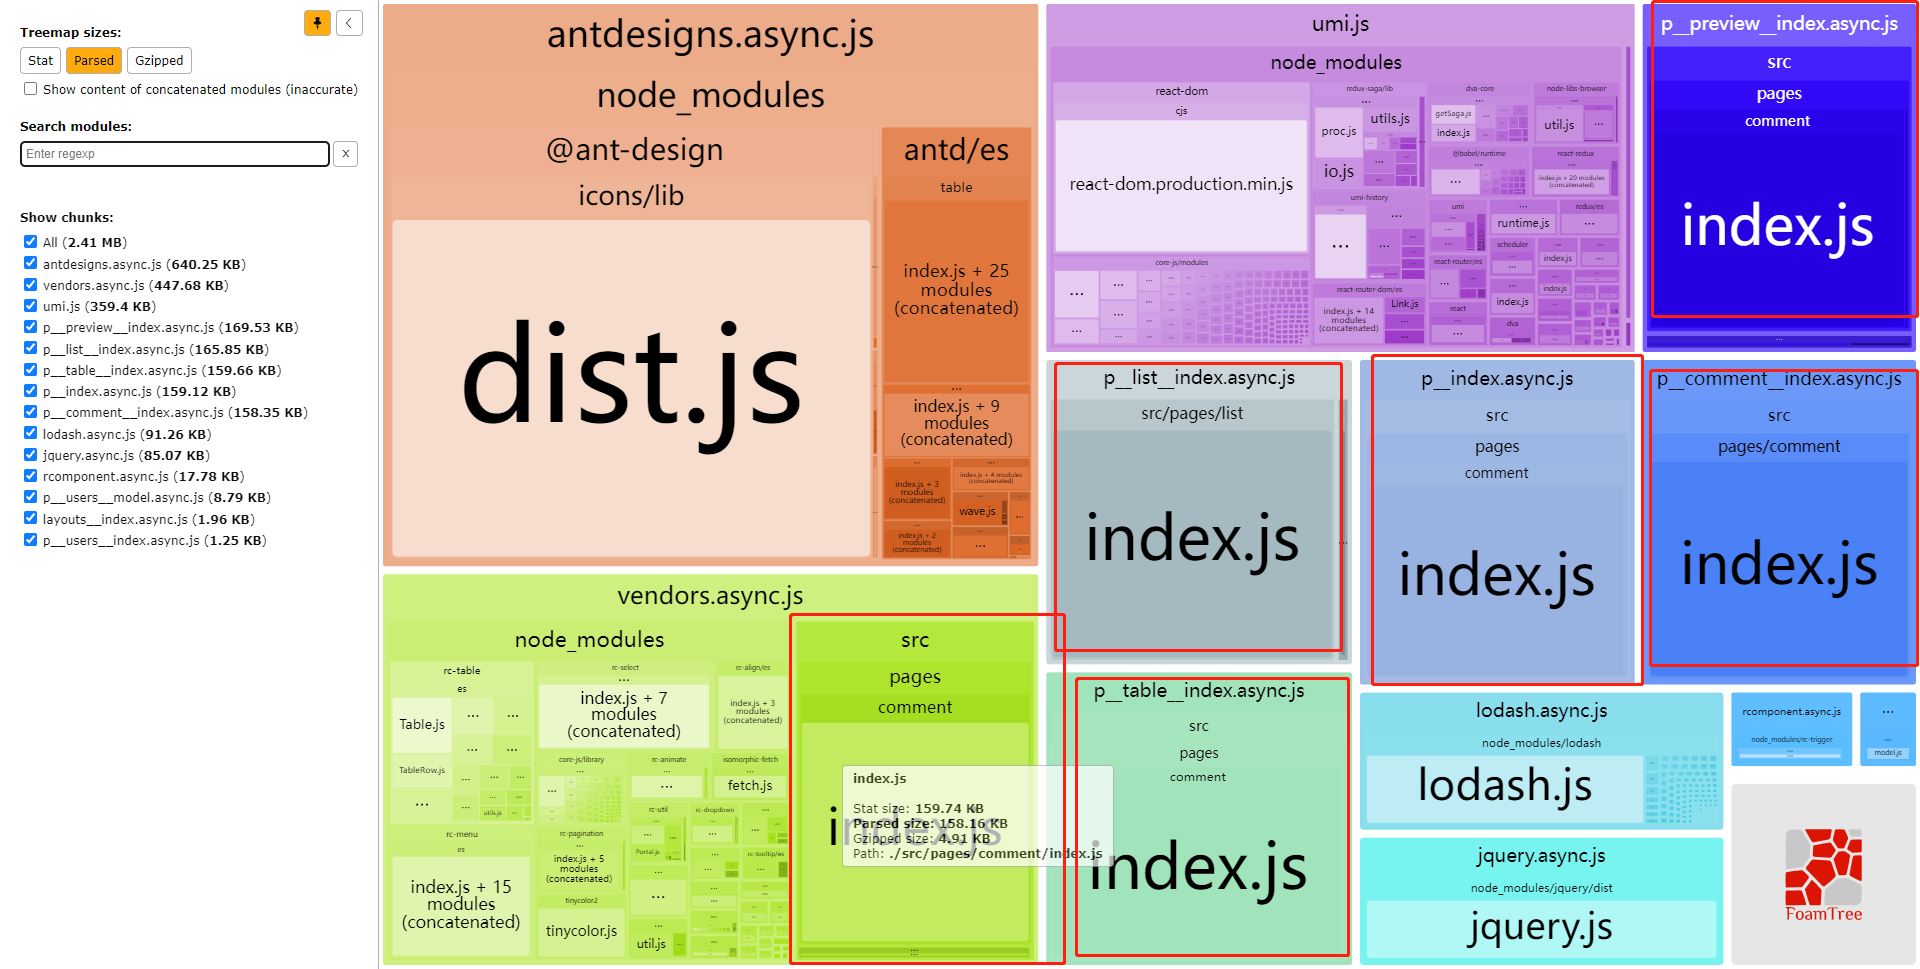 Treemap sizes:
Stat
Parsed
Gzipped
Show content of concatenated modules (inaccurate)
Search modules:
Enter regexp
x
Show chunks:
All (2.41 MB)
antdesigns.async.js (640.25 KB)
vendors.async.js (447.68 KB)
umi.js (359.4 KB)
p__preview__index.async.js (169.53 KB)
p__list__index.async.js (165.85 KB)
p__table__index.async.js (159.66 KB)
p__index.async.js (159.12 KB)
p__comment__index.async.js (158.35 KB)
lodash.async.js (91.26 KB)
jquery.async.js (85.07 KB)
rcomponent.async.js (17.78 KB)
p__users__model.async.js (8.79 KB)
layouts__index.async.js (1.96 KB)
p__users__index.async.js (1.25 KB)
antdesigns.async.js
node_modules
@ant-design
icons/lib
dist.js
antd/es
table
index.js + 25
modules
(concatenated)
...
index.js + 9
modules
(concatenated)
...
index.js + 3
modules
(concatenated)
...
index.js + 4 modules
(concatenated)
wave.js
...
...
index.js + 2
modules
(concatenated)
...
vendors.async.js
node_modules
rc-table
es
Table.js
TableRow.js
utils.js
rc-menu
es
index.js + 15
modules
(concatenated)
rc-select
...
index.js + 7
modules
(concatenated)
rc-align/es
index.js + 3
modules
(concatenated)
core-js/library
...
rc-animate
...
isomorphic-fetch
fetch.js
rc-util
Portal.js
rc-dropdown
rc-tooltip/es
rc-pagination
...
index.js + 5
modules
(concatenated)
tinycolor2
tinycolor.js
util.js
src
pages
comment
index.js
index.js
Stat size: 159.74 KB
Parsed size: 158.16 KB
Gzipped size: 4.91 KB
Path: ./src/pages/comment/index.js
umi.js
node_modules
react-dom
cjs
react-dom.production.min.js
core-js/modules
redux-saga/lib
...
proc.js
utils.js
io.js
umi-history
...
react-router-dom/es
index.js + 14
modules
(concatenated)
Link.js
dva-core
...
getSaga.js
index.js
@babel/runtime
...
umi
react-router/es
react
...
node-libs-browser
...
util.js
react-redux
index.js + 20 modules
(concatenated)
runtime.js
redux/es
scheduler
index.js
index.js
index.js
dva
p__preview__index.async.js
src
pages
comment
index.js
p__list__index.async.js
src/pages/list
index.js
p__index.async.js
src
pages
comment
index.js
p__comment__index.async.js
src
pages/comment
index.js
p__table__index.async.js
src
pages
comment
index.js
lodash.async.js
node_modules/lodash
lodash.js
rcomponent.async.js
node_modules/rc-trigger
...
...
model.js
jquery.async.js
node_modules/jquery/dist
jquery.js
FoamTree